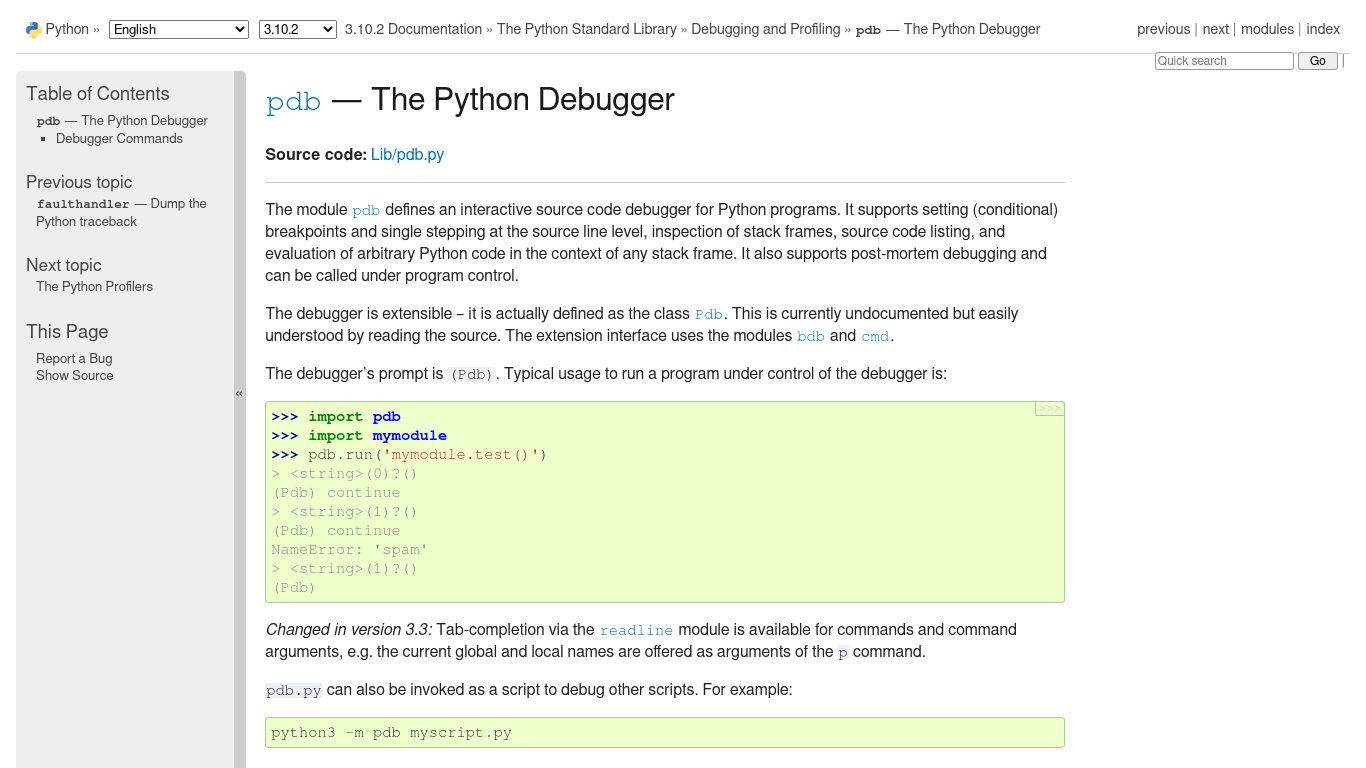 Python » English 3.10.2 3.10.2 Documentation » The Python Standard Library » Debugging and Profiling » pdb — The Python Debugger previous | next | modules | index
Quick search Go |
Table of Contents
pdb — The Python Debugger
Debugger Commands
Previous topic
faulthandler — Dump the
Python traceback
Next topic
The Python Profilers
This Page
Report a Bug
Show Source
«
pdb — The Python Debugger
Source code: Lib/pdb.py
The module pdb defines an interactive source code debugger for Python programs. It supports setting (conditional)
breakpoints and single stepping at the source line level, inspection of stack frames, source code listing, and
evaluation of arbitrary Python code in the context of any stack frame. It also supports post-mortem debugging and
can be called under program control.
The debugger is extensible – it is actually defined as the class Pdb. This is currently undocumented but easily
understood by reading the source. The extension interface uses the modules bdb and cmd.
The debugger’s prompt is (Pdb). Typical usage to run a program under control of the debugger is:
>>>
>>> import pdb
>>> import mymodule
>>> pdb.run('mymodule.test()')
> <string>(0)?()
(Pdb) continue
> <string>(1)?()
(Pdb) continue
NameError: 'spam'
> <string>(1)?()
(Pdb)
Changed in version 3.3: Tab-completion via the readline module is available for commands and command
arguments, e.g. the current global and local names are offered as arguments of the p command.
pdb.py can also be invoked as a script to debug other scripts. For example:
python3 -m pdb myscript.py